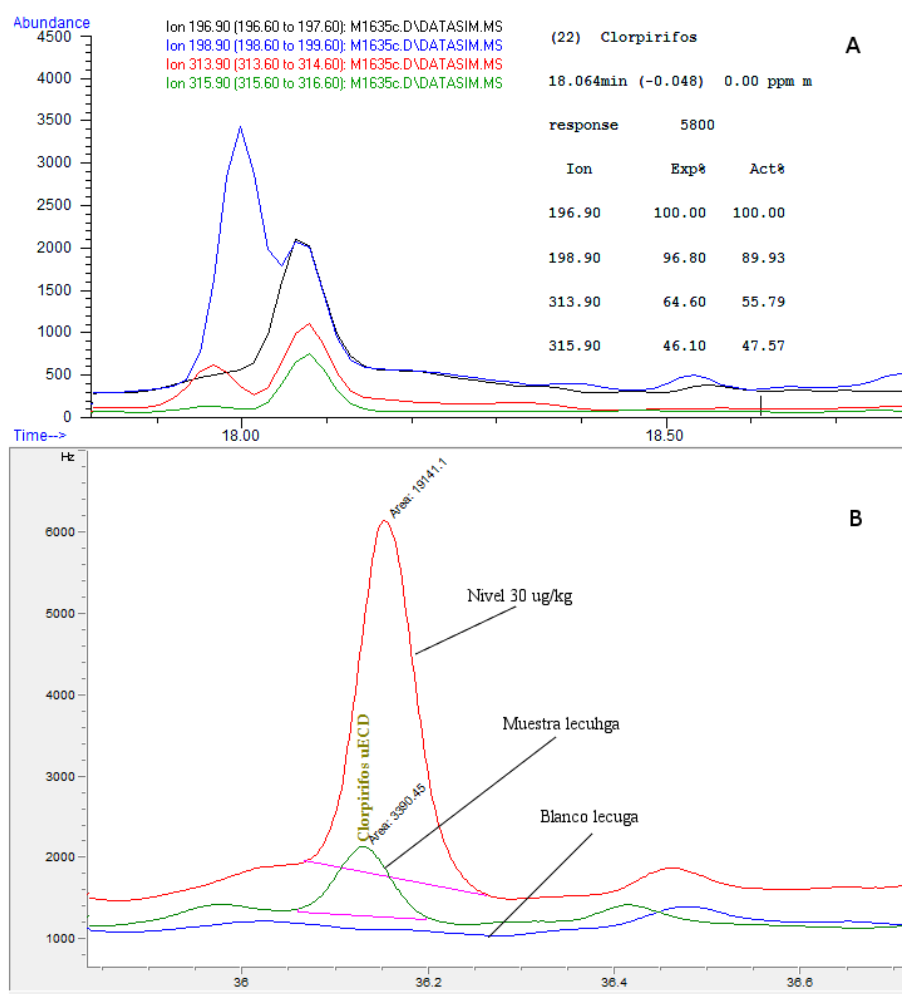 Abundance
4500
4000
3500
3000
2500
2000
1500
1000
500
0
Time-->
18.00
18.50
Ion 196.90 (196.60 to 197.60): M1635c.D\DATASIM.MS
Ion 198.90 (198.60 to 199.60): M1635c.D\DATASIM.MS
Ion 313.90 (313.60 to 314.60): M1635c.D\DATASIM.MS
Ion 315.90 (315.60 to 316.60): M1635c.D\DATASIM.MS
A
(22) Clorpirifos
18.064min (-0.048) 0.00 ppm m
response 5800
Ion Exp% Act%
196.90 100.00 100.00
198.90 96.80 89.93
313.90 64.60 55.79
315.90 46.10 47.57
Hz
B
6000
5000
4000
3000
2000
1000
Area: 19141.1
Nivel 30 ug/kg
Muestra lecuhga
Clorpirifos uECD
Area: 3390.45
Blanco lecuga
36
36.2
36.4
36.6